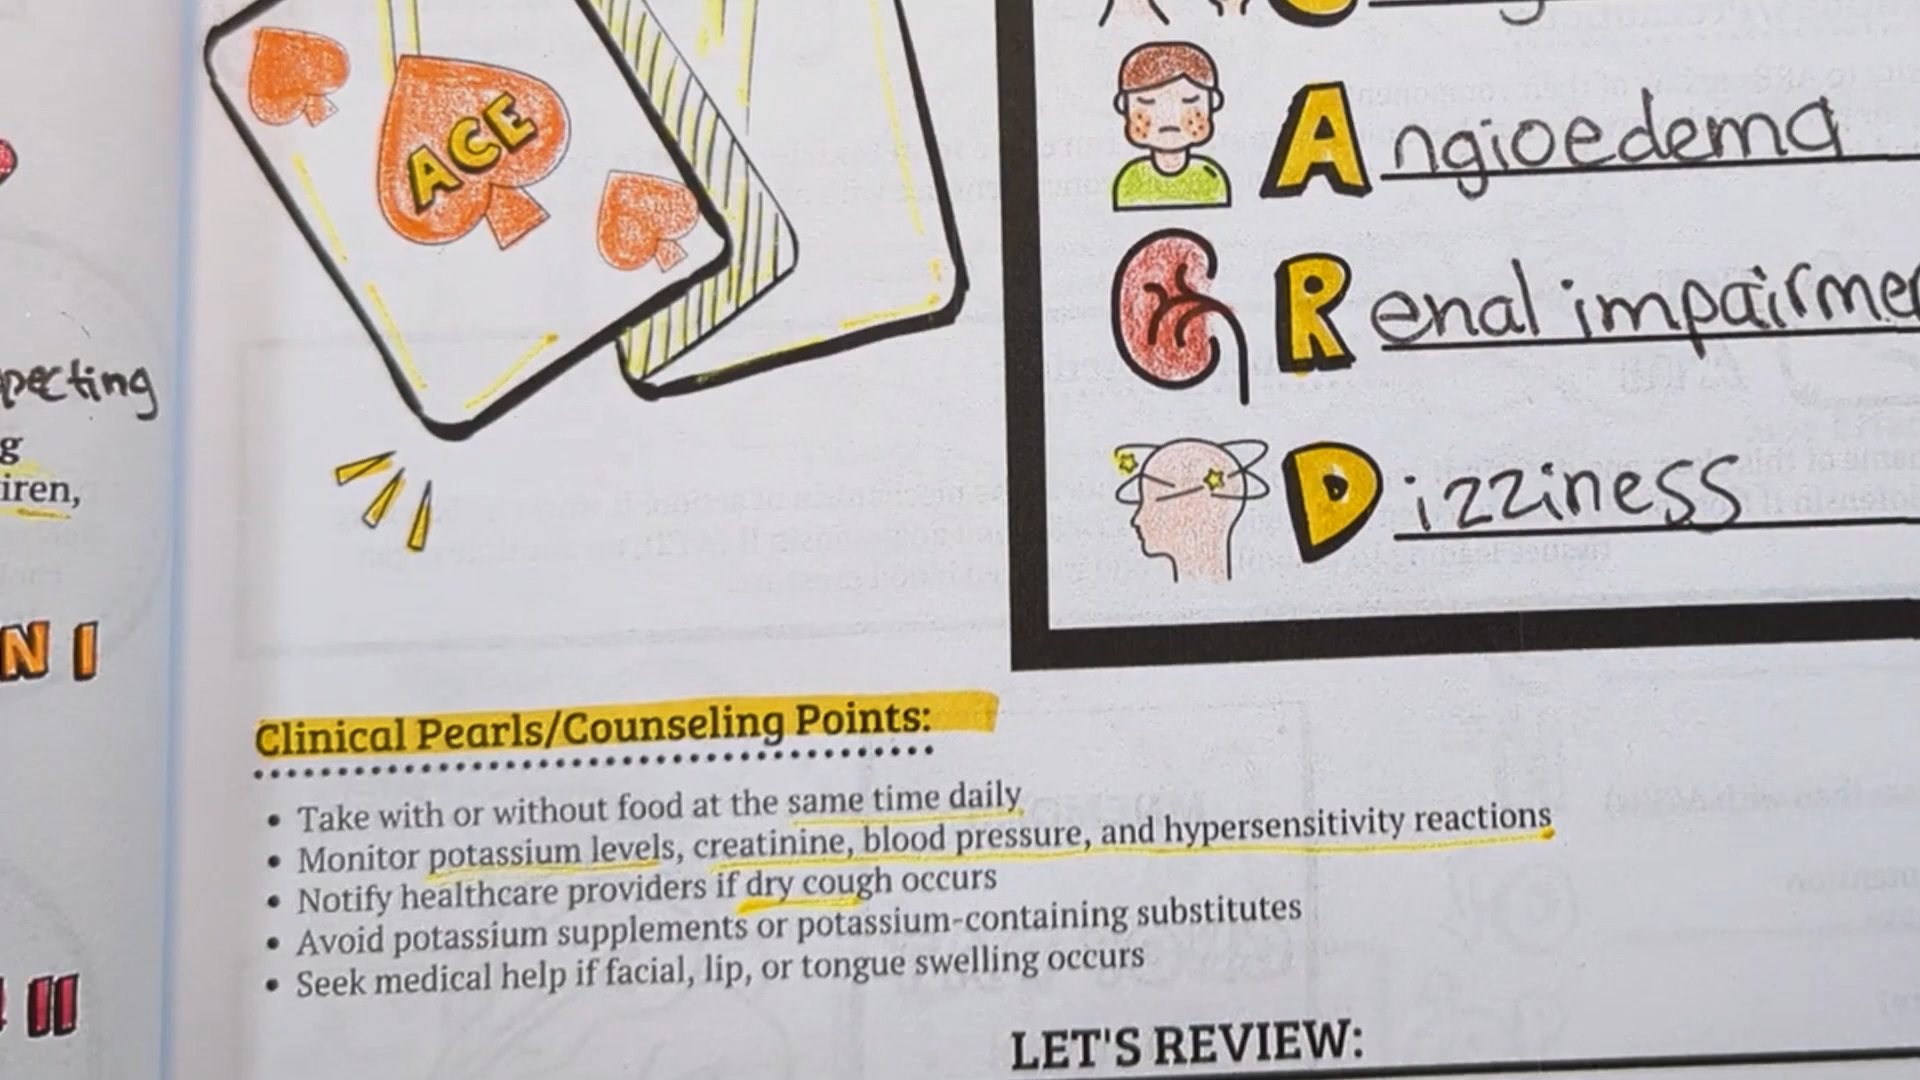 ACE
Angioedema
Renal impairme
Dizziness
pecting
g
iren,
N I
II
Clinical Pearls/Counseling Points:
• Take with or without food at the same time daily
• Monitor potassium levels, creatinine, blood pressure, and hypersensitivity reactions
• Notify healthcare providers if dry cough occurs
• Avoid potassium supplements or potassium-containing substitutes
• Seek medical help if facial, lip, or tongue swelling occurs
LET'S REVIEW: